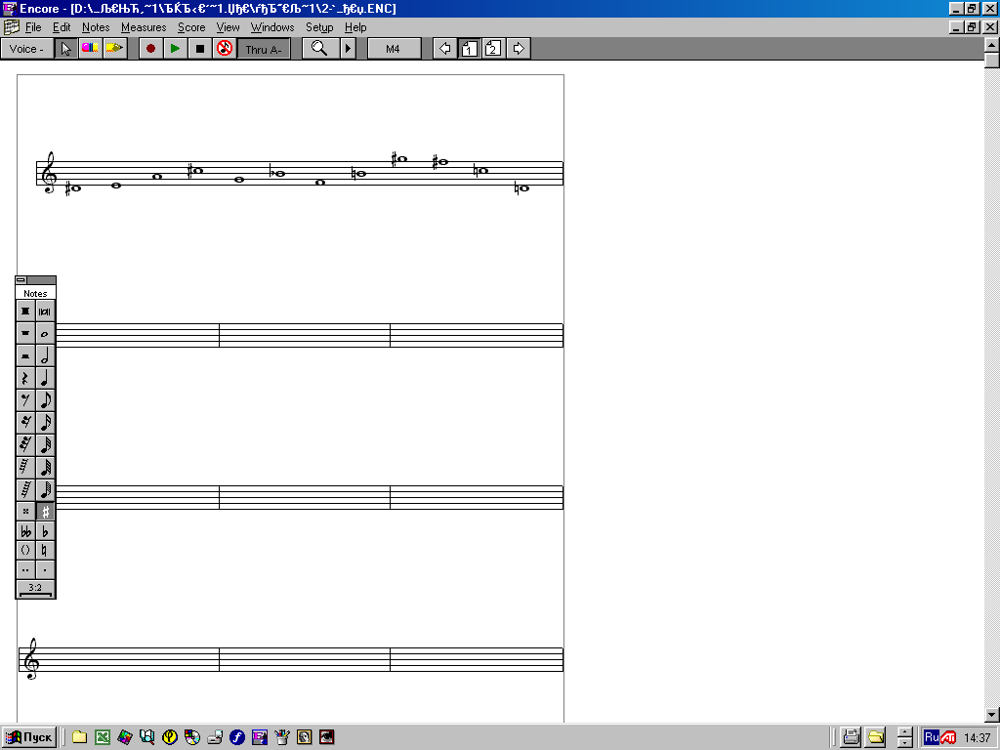 Encore - [D:\
.ENC]
File Edit Notes Measures Score View Windows Setup Help
Voice - Thru A- M4 1 2
Notes
3:2
Пуск Ru 14:37